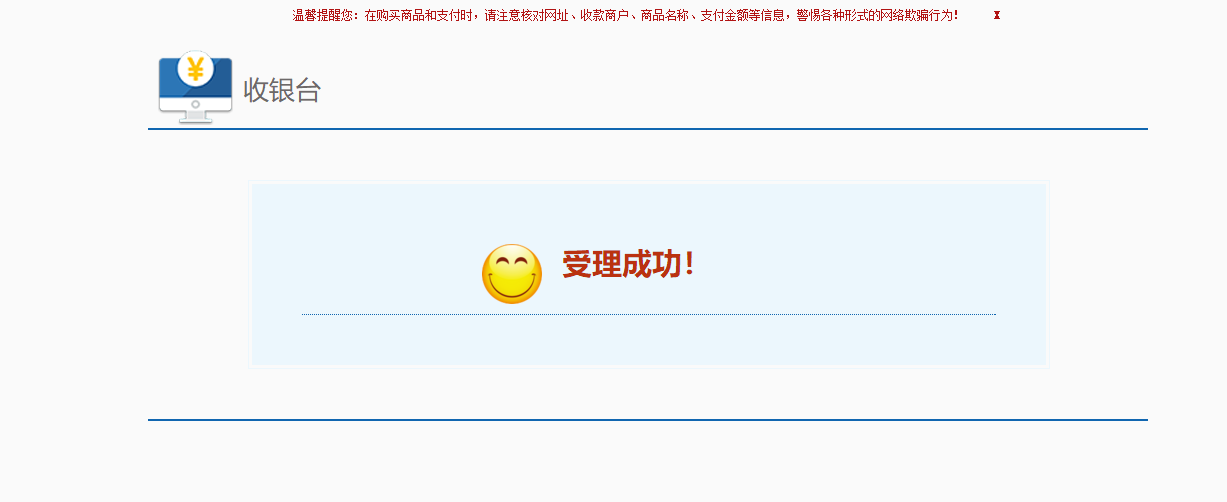 温馨提醒您：在购买商品和支付时，请注意核对网址、收款商户、商品名称、支付金额等信息，警惕各种形式的网络欺骗行为！ X
¥
收银台
受理成功！